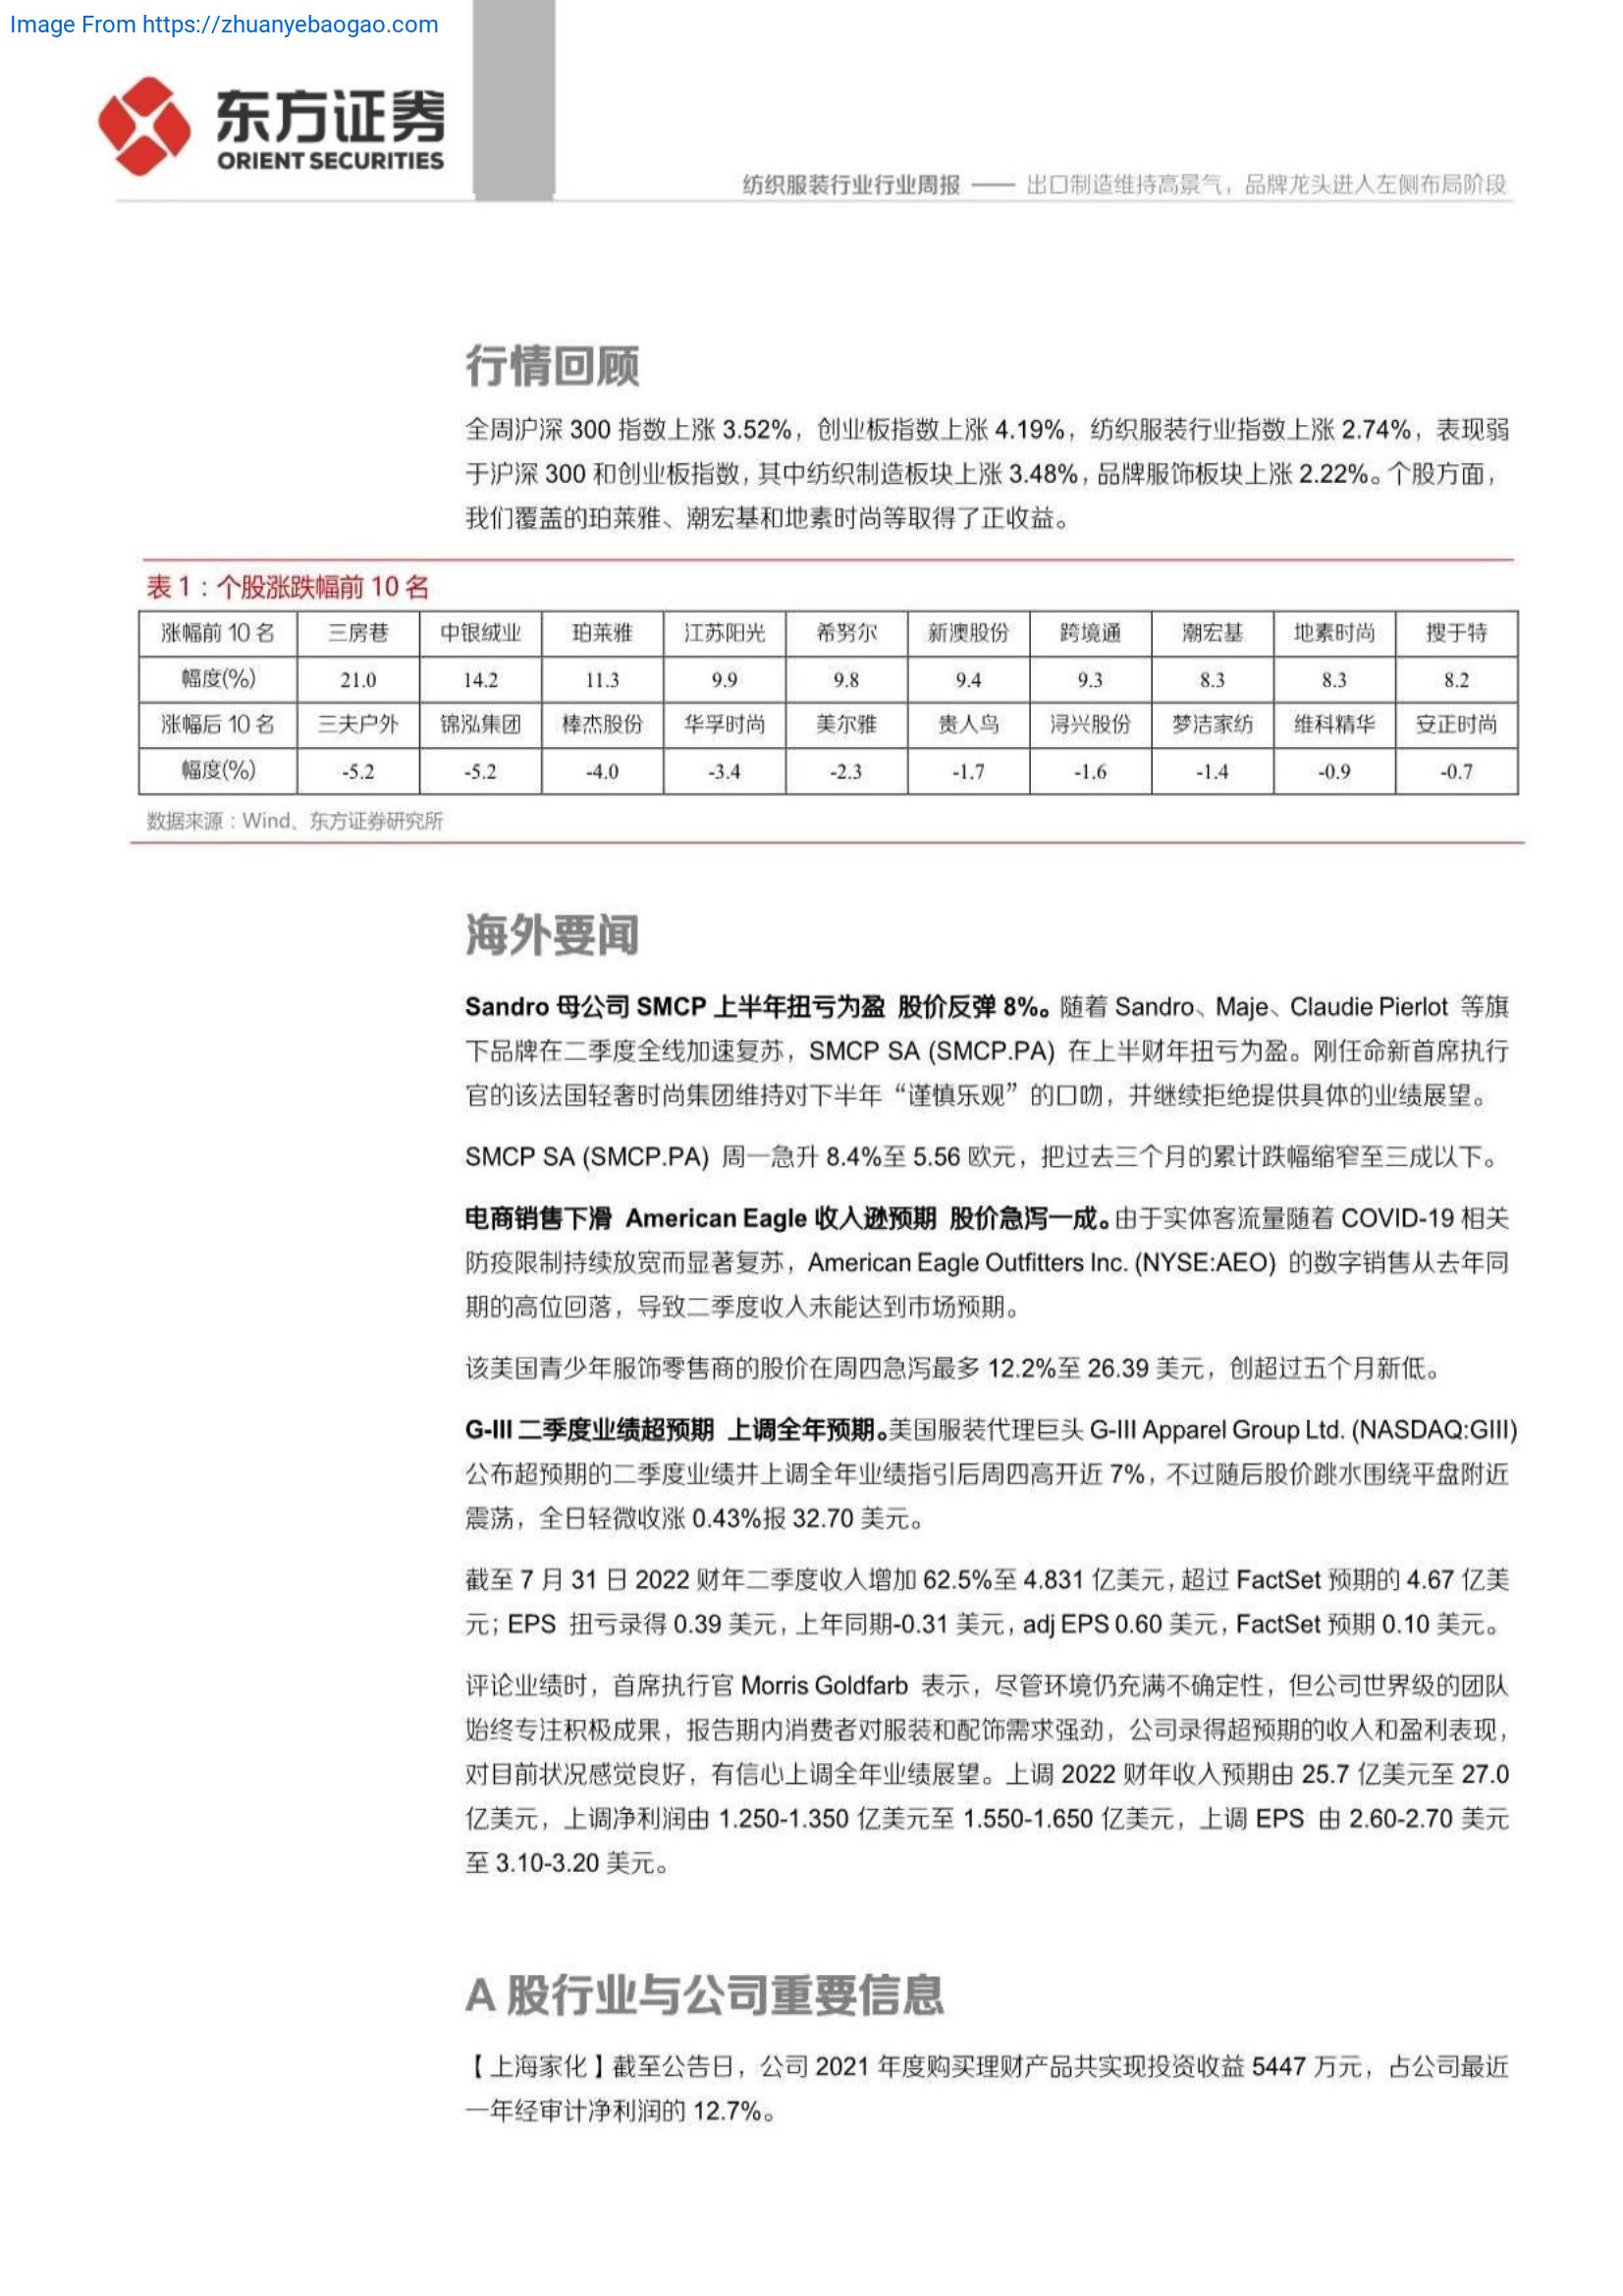 Image From https://zhuanyebaogao.com
东方证券
ORIENT SECURITIES
纺织服装行业行业周报 —— 出口制造维持高景气，品牌龙头进入左侧布局阶段
行情回顾
全周沪深 300 指数上涨 3.52%，创业板指数上涨 4.19%，纺织服装行业指数上涨 2.74%，表现弱
于沪深 300 和创业板指数，其中纺织制造板块上涨 3.48%，品牌服饰板块上涨 2.22%。个股方面，
我们覆盖的珀莱雅、潮宏基和地素时尚等取得了正收益。
表 1：个股涨跌幅前 10 名
涨幅前 10 名 三房巷 中银绒业 珀莱雅 江苏阳光 希努尔 新澳股份 跨境通 潮宏基 地素时尚 搜于特
幅度(%) 21.0 14.2 11.3 9.9 9.8 9.4 9.3 8.3 8.3 8.2
涨幅后 10 名 三夫户外 锦泓集团 棒杰股份 华孚时尚 美尔雅 贵人鸟 浔兴股份 梦洁家纺 维科精华 安正时尚
幅度(%) -5.2 -5.2 -4.0 -3.4 -2.3 -1.7 -1.6 -1.4 -0.9 -0.7
数据来源：Wind、东方证券研究所
海外要闻
Sandro 母公司 SMCP 上半年扭亏为盈 股价反弹 8%。随着 Sandro、Maje、Claudie Pierlot 等旗
下品牌在二季度全线加速复苏，SMCP SA (SMCP.PA) 在上半财年扭亏为盈。刚任命新首席执行
官的该法国轻奢时尚集团维持对下半年“谨慎乐观”的口吻，并继续拒绝提供具体的业绩展望。
SMCP SA (SMCP.PA) 周一急升 8.4%至 5.56 欧元，把过去三个月的累计跌幅缩窄至三成以下。
电商销售下滑 American Eagle 收入逊预期 股价急泻一成。由于实体客流量随着 COVID-19 相关
防疫限制持续放宽而显著复苏，American Eagle Outfitters Inc. (NYSE:AEO) 的数字销售从去年同
期的高位回落，导致二季度收入未能达到市场预期。
该美国青少年服饰零售商的股价在周四急泻最多 12.2%至 26.39 美元，创超过五个月新低。
G-III 二季度业绩超预期 上调全年预期。美国服装代理巨头 G-III Apparel Group Ltd. (NASDAQ:GIII)
公布超预期的二季度业绩并上调全年业绩指引后周四高开近 7%，不过随后股价跳水围绕平盘附近
震荡，全日轻微收涨 0.43%报 32.70 美元。
截至 7 月 31 日 2022 财年二季度收入增加 62.5%至 4.831 亿美元，超过 FactSet 预期的 4.67 亿美
元；EPS 扭亏录得 0.39 美元，上年同期-0.31 美元，adj EPS 0.60 美元，FactSet 预期 0.10 美元。
评论业绩时，首席执行官 Morris Goldfarb 表示，尽管环境仍充满不确定性，但公司世界级的团队
始终专注积极成果，报告期内消费者对服装和配饰需求强劲，公司录得超预期的收入和盈利表现，
对目前状况感觉良好，有信心上调全年业绩展望。上调 2022 财年收入预期由 25.7 亿美元至 27.0
亿美元，上调净利润由 1.250-1.350 亿美元至 1.550-1.650 亿美元，上调 EPS 由 2.60-2.70 美元
至 3.10-3.20 美元。
A 股行业与公司重要信息
【上海家化】截至公告日，公司 2021 年度购买理财产品共实现投资收益 5447 万元，占公司最近
一年经审计净利润的 12.7%。